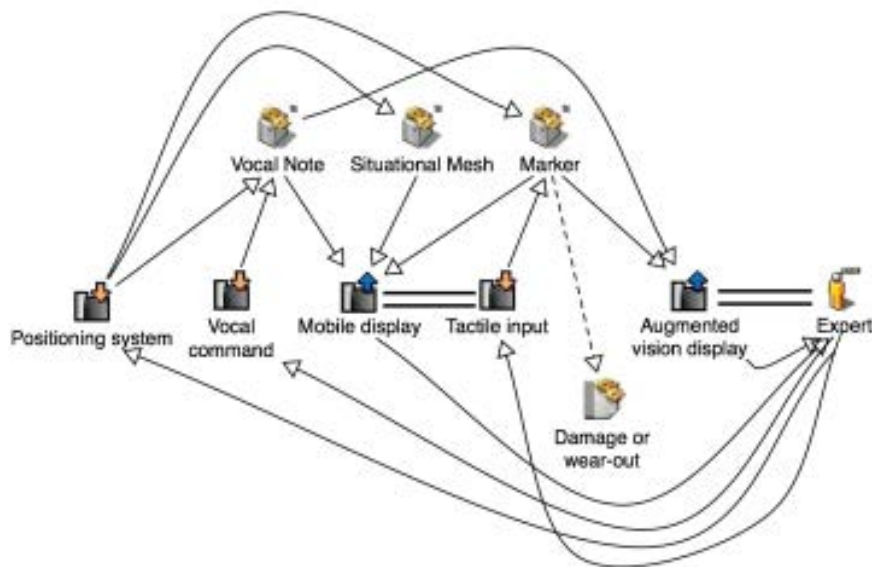 Vocal Note
Situational Mesh
Marker
Positioning system
Vocal
command
Mobile display
Tactile input
Augmented
vision display
Expert
Damage or
wear-out